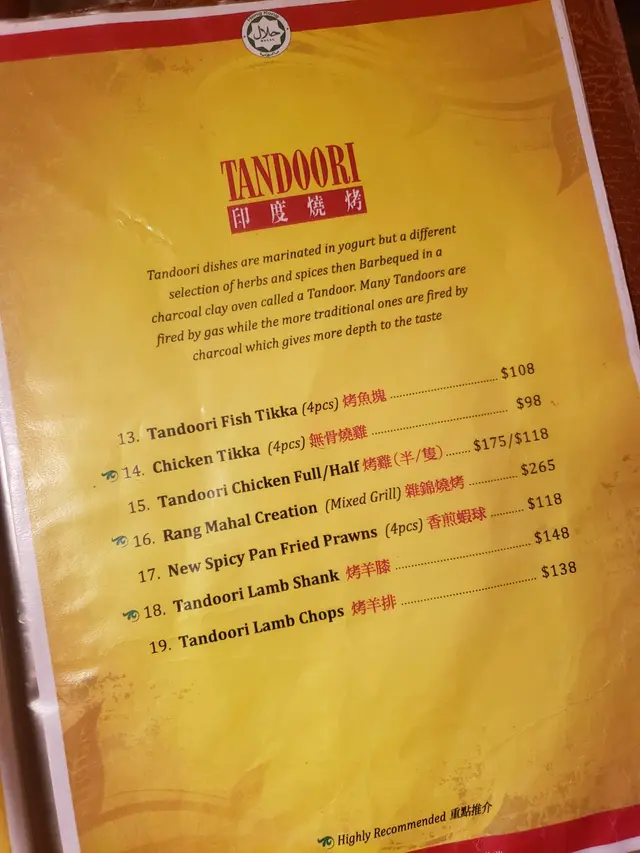 حلال
HALAL
TANDOORI
印度燒烤
Tandoori dishes are marinated in yogurt but a different
selection of herbs and spices then Barbequed in a
charcoal clay oven called a Tandoor. Many Tandoors are
fired by gas while the more traditional ones are fired by
charcoal which gives more depth to the taste
13. Tandoori Fish Tikka (4pcs) 烤魚塊 ........ $108
14. Chicken Tikka (4pcs) 無骨燒雞 ........ $98
15. Tandoori Chicken Full/Half 烤雞(半/隻) ........ $175/$118
16. Rang Mahal Creation (Mixed Grill) 雜錦燒烤 ........ $265
17. New Spicy Pan Fried Prawns (4pcs) 香煎蝦球 ........ $118
18. Tandoori Lamb Shank 烤羊膝 ........ $148
19. Tandoori Lamb Chops 烤羊排 ........ $138
Highly Recommended 重點推介